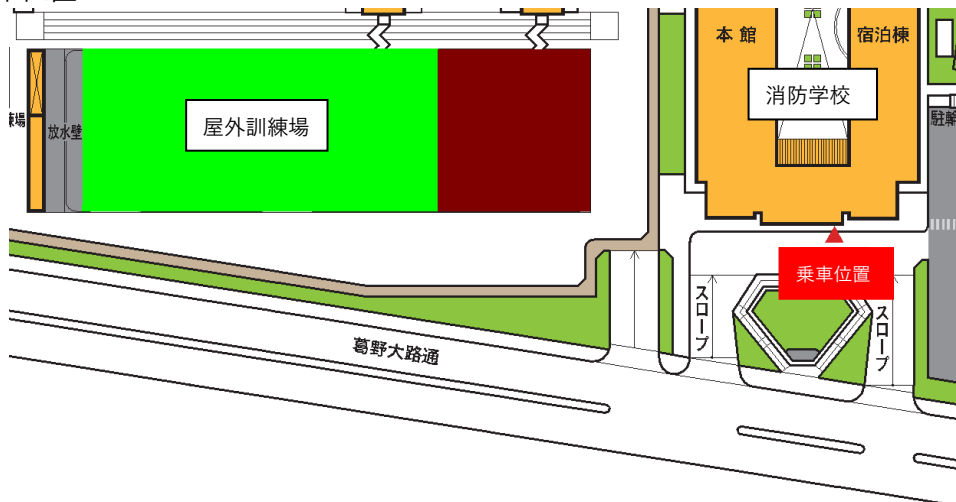 本館
宿泊棟
消防学校
屋外訓練場
放水壁
練場
駐輪
乗車位置
スロープ
スロープ
葛野大路通